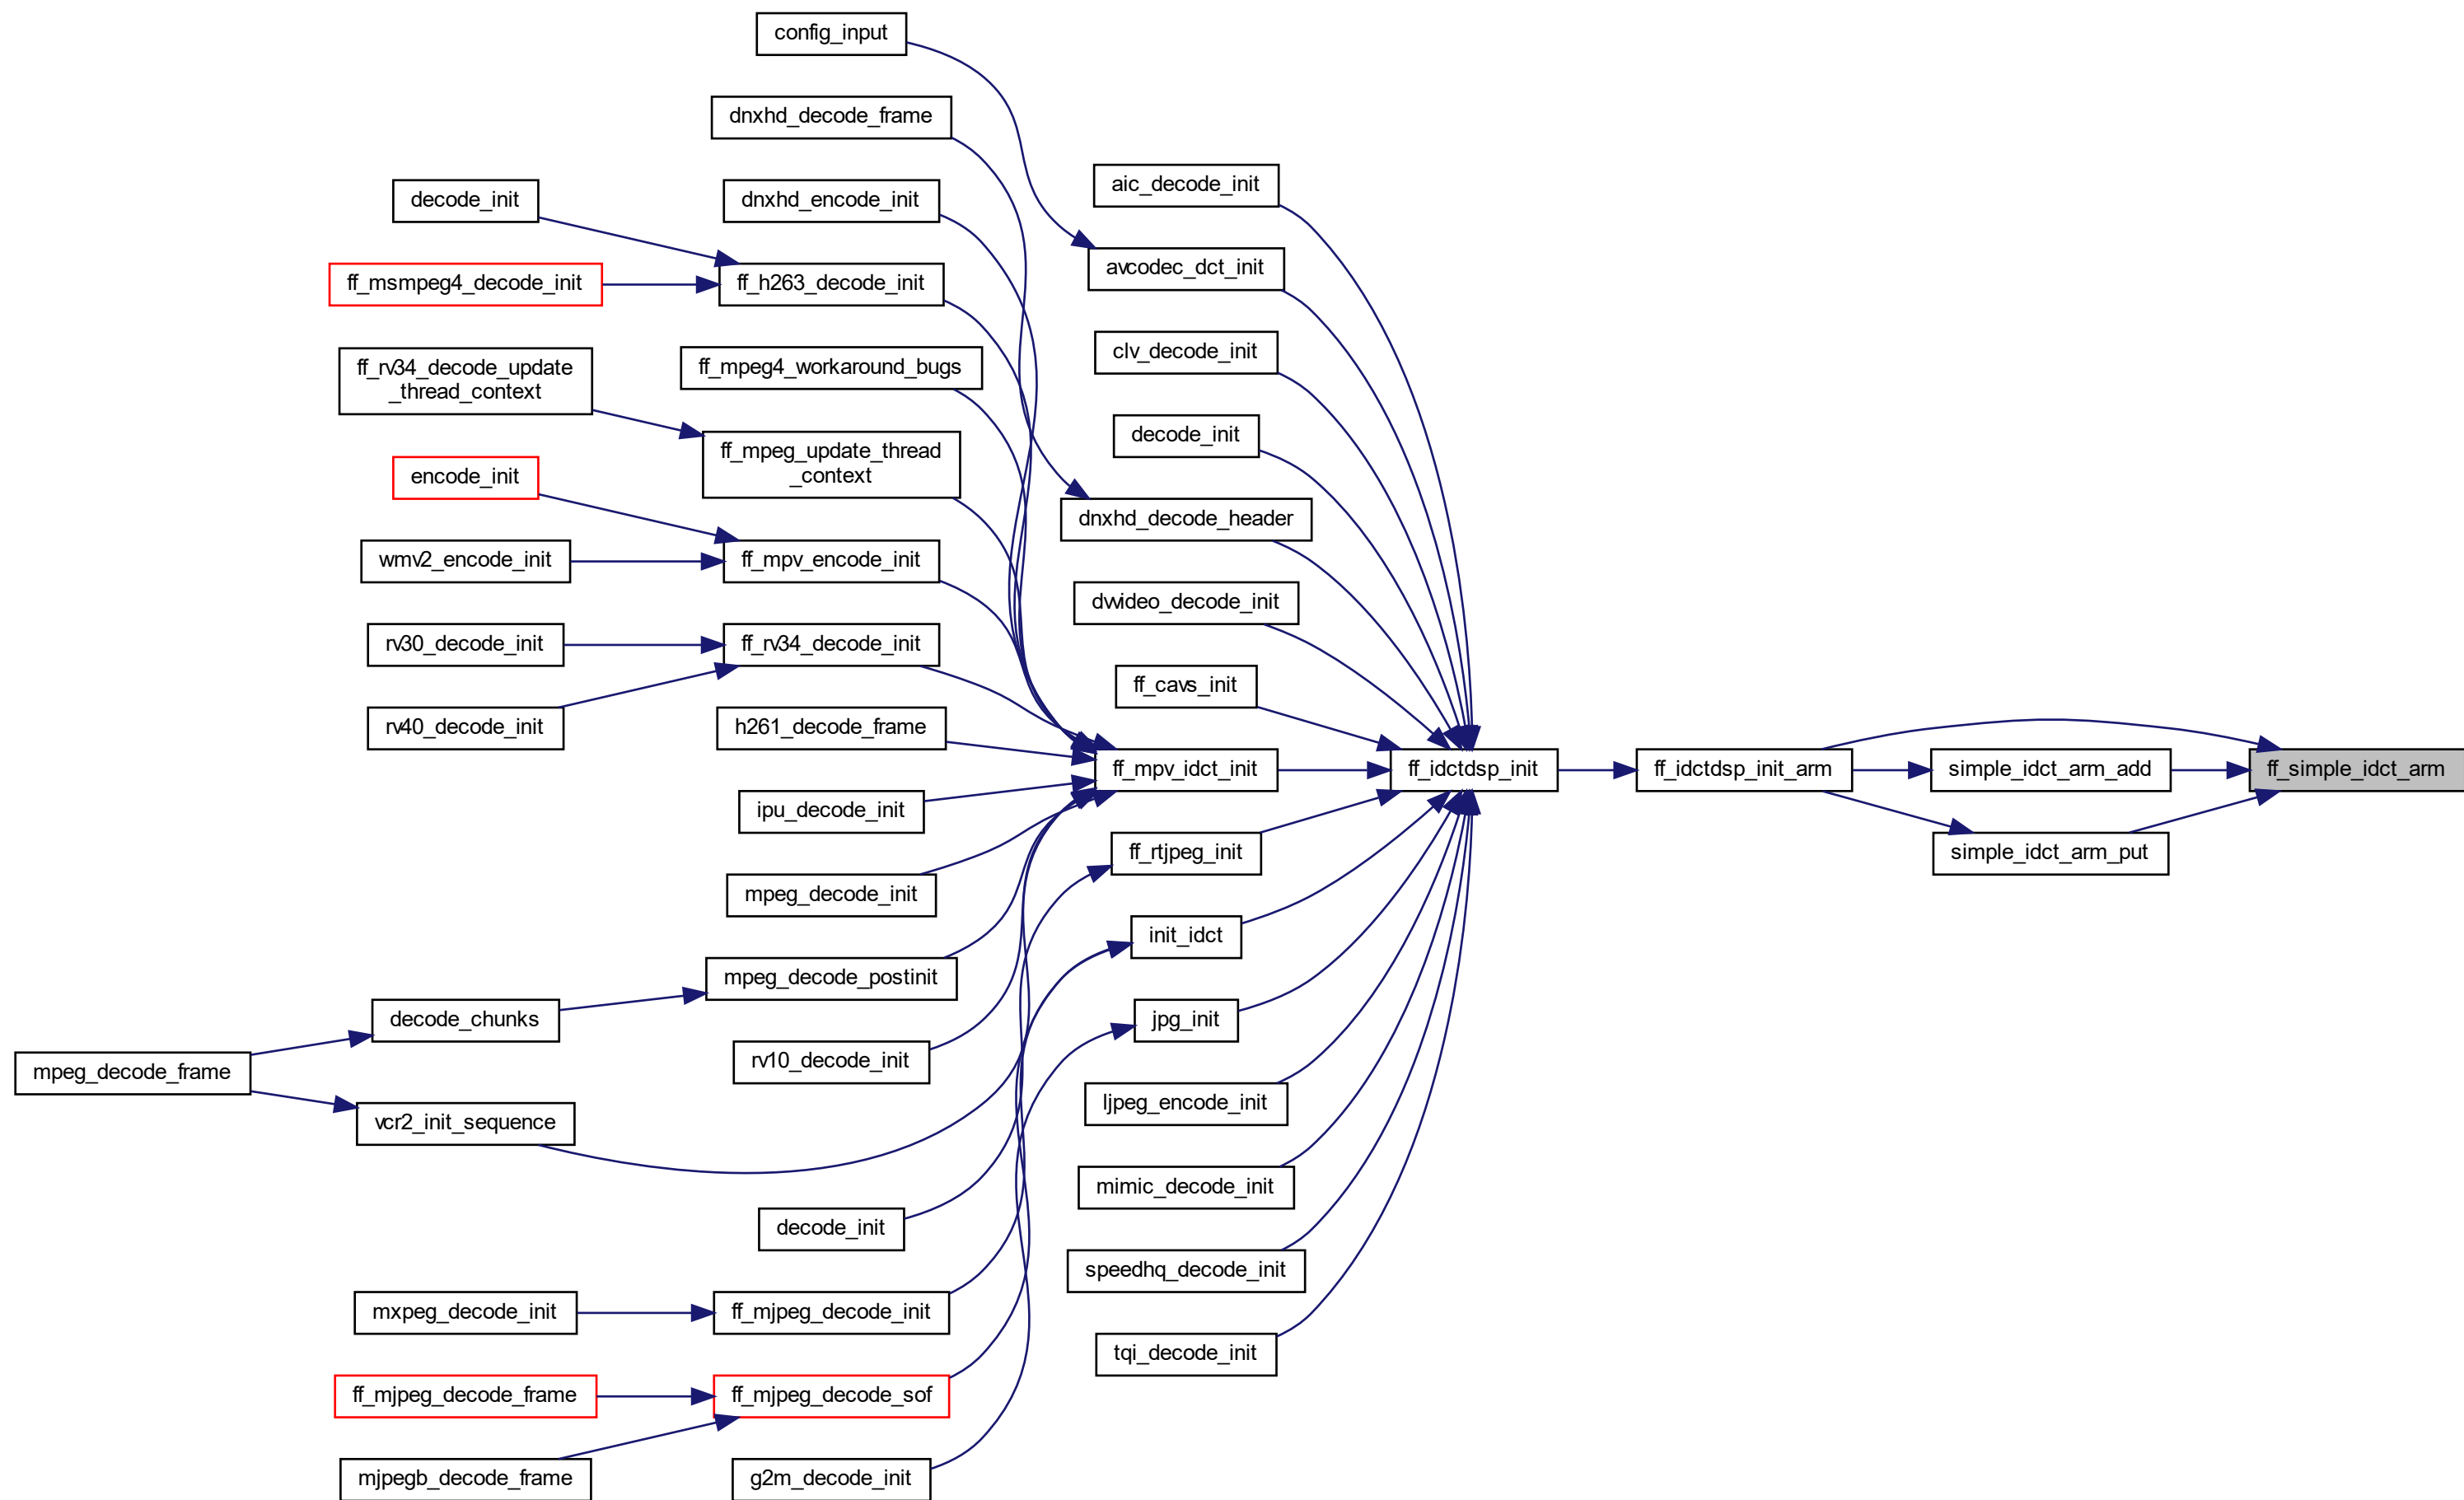 config_input
dnxhd_decode_frame
aic_decode_init
decode_init
dnxhd_encode_init
avcodec_dct_init
ff_msmpeg4_decode_init
ff_h263_decode_init
clv_decode_init
ff_rv34_decode_update
_thread_context
ff_mpeg4_workaround_bugs
decode_init
ff_mpeg_update_thread
_context
encode_init
dnxhd_decode_header
wmv2_encode_init
ff_mpv_encode_init
dwideo_decode_init
rv30_decode_init
ff_rv34_decode_init
ff_cavs_init
rv40_decode_init
h261_decode_frame
ff_mpv_idct_init
ff_idctdsp_init
ff_idctdsp_init_arm
simple_idct_arm_add
ff_simple_idct_arm
ipu_decode_init
ff_rtjpeg_init
simple_idct_arm_put
mpeg_decode_init
init_idct
mpeg_decode_postinit
decode_chunks
jpg_init
mpeg_decode_frame
rv10_decode_init
vcr2_init_sequence
ljpeg_encode_init
mimic_decode_init
decode_init
speedhq_decode_init
mxpeg_decode_init
ff_mjpeg_decode_init
tqi_decode_init
ff_mjpeg_decode_frame
ff_mjpeg_decode_sof
mjpegb_decode_frame
g2m_decode_init